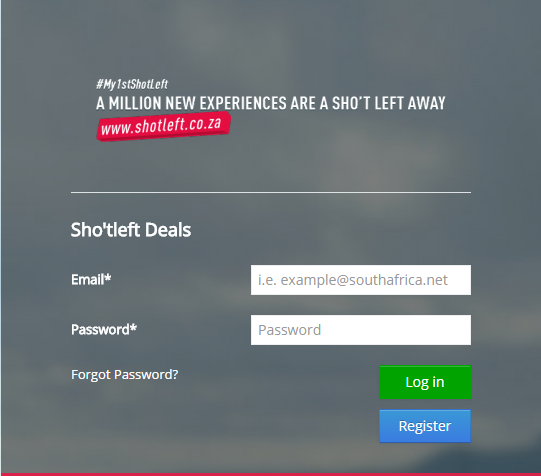 #My1stShotLeft
A MILLION NEW EXPERIENCES ARE A SHO'T LEFT AWAY
www.shotleft.co.za
Sho'tleft Deals
Email*
i.e. example@southafrica.net
Password*
Password
Forgot Password?
Log in
Register